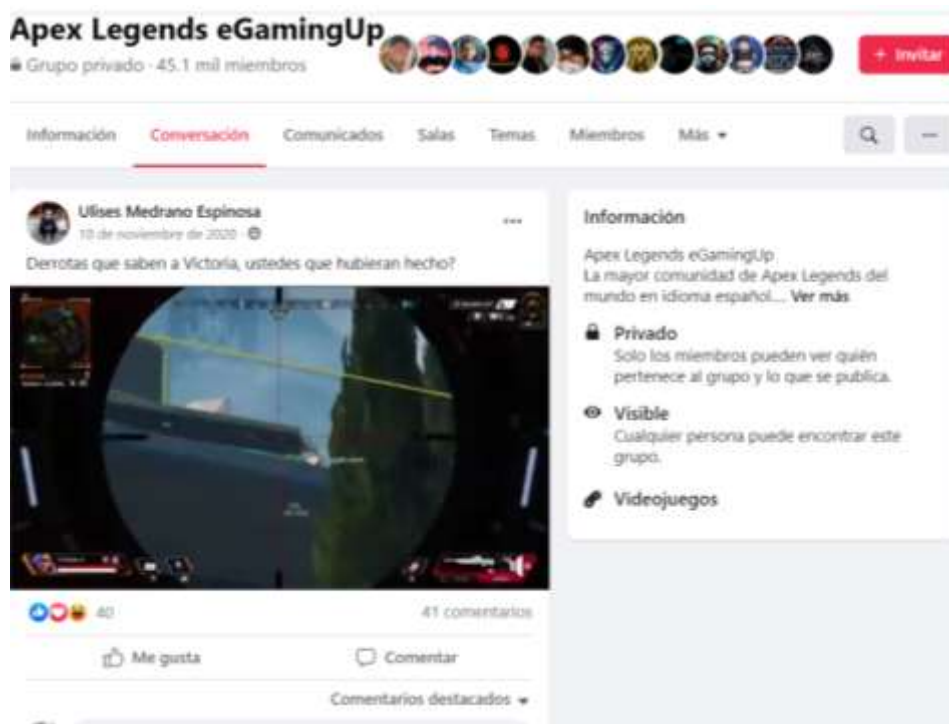 Apex Legends eGamingUp
Grupo privado · 45.1 mil miembros
+ Invitar
Información Conversación Comunicados Salas Temas Miembros Más
Ulises Medrano Espinosa
10 de noviembre de 2020
Derrotas que saben a Victoria, ustedes que hubieran hecho?
40
41 comentarios
Me gusta
Comentar
Comentarios destacados
Información
Apex Legends eGamingUp
La mayor comunidad de Apex Legends del
mundo en idioma español.... Ver más
Privado
Solo los miembros pueden ver quién
pertenece al grupo y lo que se publica.
Visible
Cualquier persona puede encontrar este
grupo.
Videojuegos